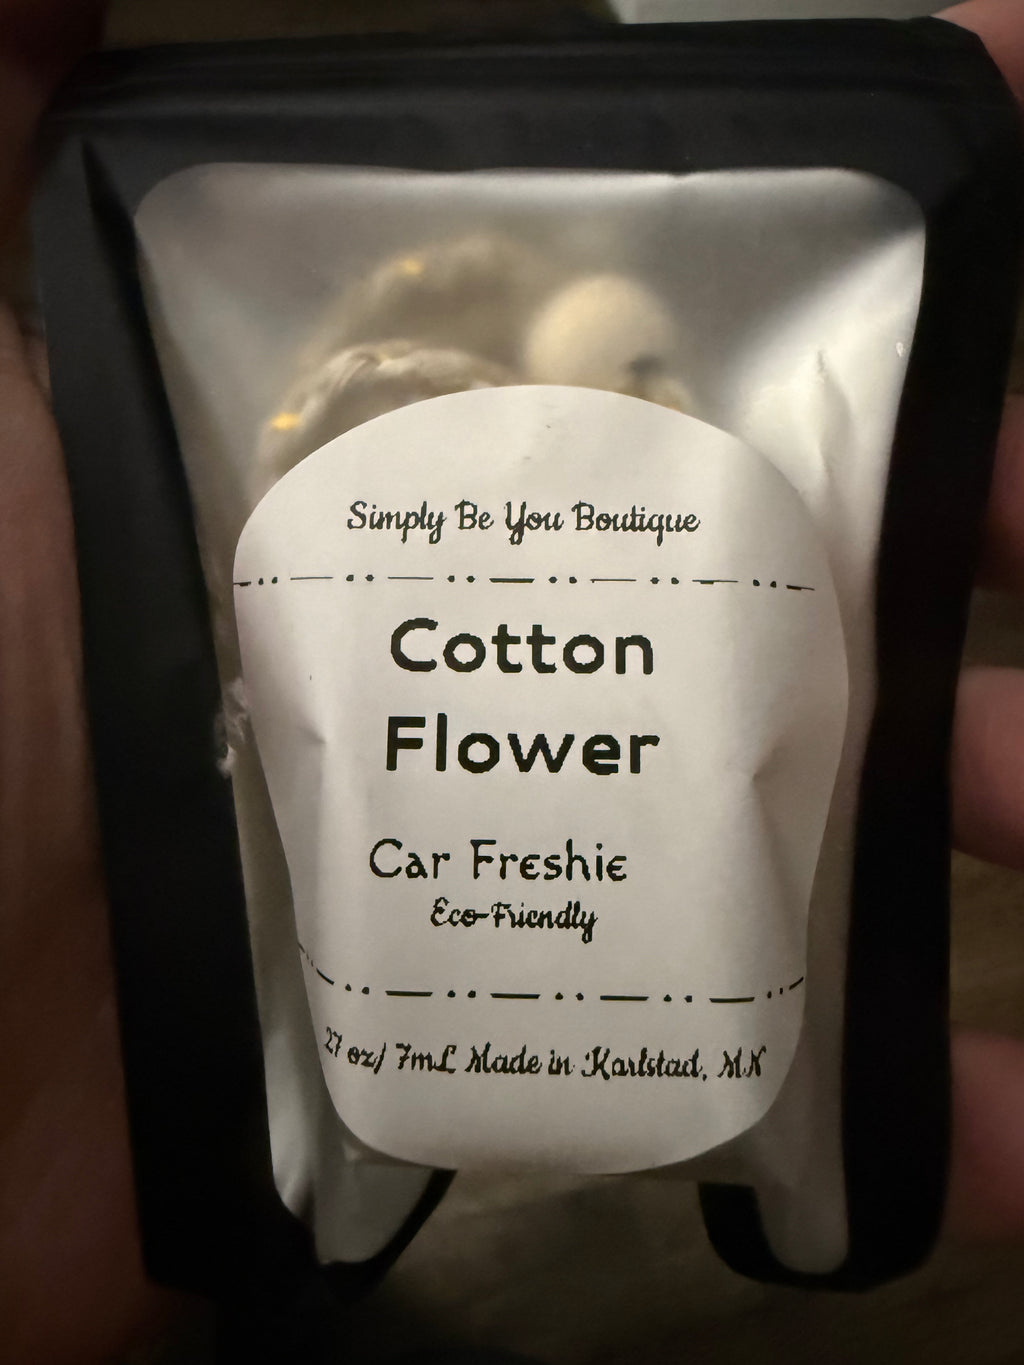 Simply Be You Boutique
Cotton
Flower
Car Freshie
Eco-Friendly
27 oz/ 7mL Made in Karlstad, MN